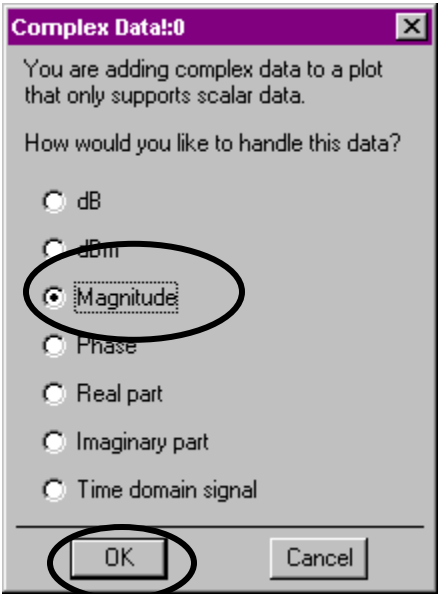 Complex Data!:0
You are adding complex data to a plot
that only supports scalar data.
How would you like to handle this data?
dB
dBm
Magnitude
Phase
Real part
Imaginary part
Time domain signal
OK
Cancel